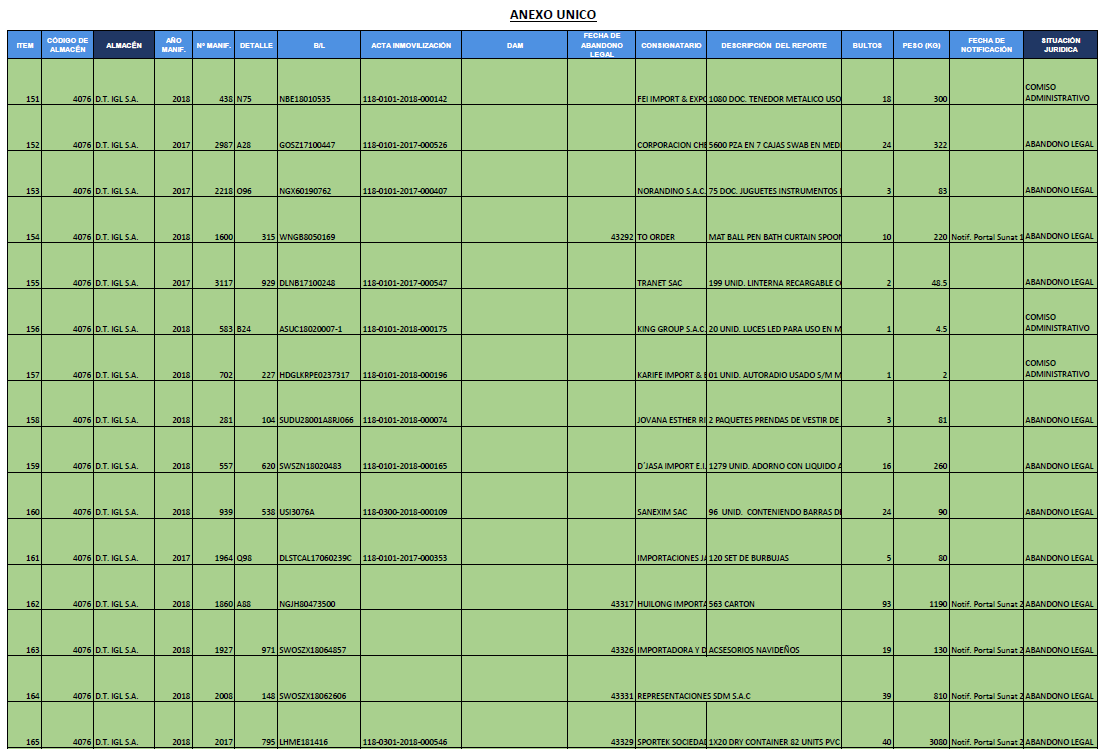 ANEXO UNICO
ITEM CÓDIGO DE ALMACÉN ALMACÉN AÑO MANIF. Nº MANIF. DETALLE B/L ACTA INMOVILIZACIÓN DAM FECHA DE ABANDONO LEGAL CONSIGNATARIO DESCRIPCIÓN DEL REPORTE BULTOS PESO (KG) FECHA DE NOTIFICACIÓN SITUACIÓN JURIDICA
151 4076 D.T. IGL S.A. 2018 438 N75 NBE18010535 118-0101-2018-000142 FEI IMPORT & EXPO 1080 DOC. TENEDOR METALICO USO 18 300 COMISO ADMINISTRATIVO
152 4076 D.T. IGL S.A. 2017 2987 A28 GOSZ17100447 118-0101-2017-000526 CORPORACION CHE 5600 PZA EN 7 CAJAS SWAB EN MEDI 24 322 ABANDONO LEGAL
153 4076 D.T. IGL S.A. 2017 2218 O96 NGX60190762 118-0101-2017-000407 NORANDINO S.A.C. 75 DOC. JUGUETES INSTRUMENTOS 3 83 ABANDONO LEGAL
154 4076 D.T. IGL S.A. 2018 1600 315 WNGB8050169 43292 TO ORDER MAT BALL PEN BATH CURTAIN SPOON 10 220 Notif. Portal Sunat 1 ABANDONO LEGAL
155 4076 D.T. IGL S.A. 2017 3117 929 DLNB17100248 118-0101-2017-000547 TRANET SAC 199 UNID. LINTERNA RECARGABLE 2 48.5 ABANDONO LEGAL
156 4076 D.T. IGL S.A. 2018 583 B24 ASUC18020007-1 118-0101-2018-000175 KING GROUP S.A.C. 20 UNID. LUCES LED PARA USO EN M 1 4.5 COMISO ADMINISTRATIVO
157 4076 D.T. IGL S.A. 2018 702 227 HDGLKRPE0237317 118-0101-2018-000196 KARIFE IMPORT & E 01 UNID. AUTORADIO USADO S/M M 1 2 COMISO ADMINISTRATIVO
158 4076 D.T. IGL S.A. 2018 281 104 SUDU28001A8RJ066 118-0101-2018-000074 JOVANA ESTHER 2 PAQUETES PRENDAS DE VESTIR DE 3 81 ABANDONO LEGAL
159 4076 D.T. IGL S.A. 2018 557 620 SWSZN18020483 118-0101-2018-000165 D´JASA IMPORT E.I. 1279 UNID. ADORNO CON LIQUIDO A 16 260 ABANDONO LEGAL
160 4076 D.T. IGL S.A. 2018 939 538 USI3076A 118-0300-2018-000109 SANEXIM SAC 96 UNID. CONTENIENDO BARRAS DE 24 90 ABANDONO LEGAL
161 4076 D.T. IGL S.A. 2017 1964 Q98 DLSTCAL17060239C 118-0101-2017-000353 IMPORTACIONES JA 120 SET DE BURBUJAS 5 80 ABANDONO LEGAL
162 4076 D.T. IGL S.A. 2018 1860 A88 NGJH80473500 43317 HUILONG IMPORTA 563 CARTON 93 1190 Notif. Portal Sunat 2 ABANDONO LEGAL
163 4076 D.T. IGL S.A. 2018 1927 971 SWOSZX18064857 43326 IMPORTADORA Y D ACSESORIOS NAVIDEÑOS 19 130 Notif. Portal Sunat 2 ABANDONO LEGAL
164 4076 D.T. IGL S.A. 2018 2008 148 SWOSZX18062606 43331 REPRESENTACIONES SDM S.A.C 39 810 Notif. Portal Sunat 2 ABANDONO LEGAL
165 4076 D.T. IGL S.A. 2018 2017 795 LHME181416 118-0301-2018-000546 43329 SPORTEK SOCIEDAD 1X20 DRY CONTAINER 82 UNITS PVC 40 3080 Notif. Portal Sunat 2 ABANDONO LEGAL